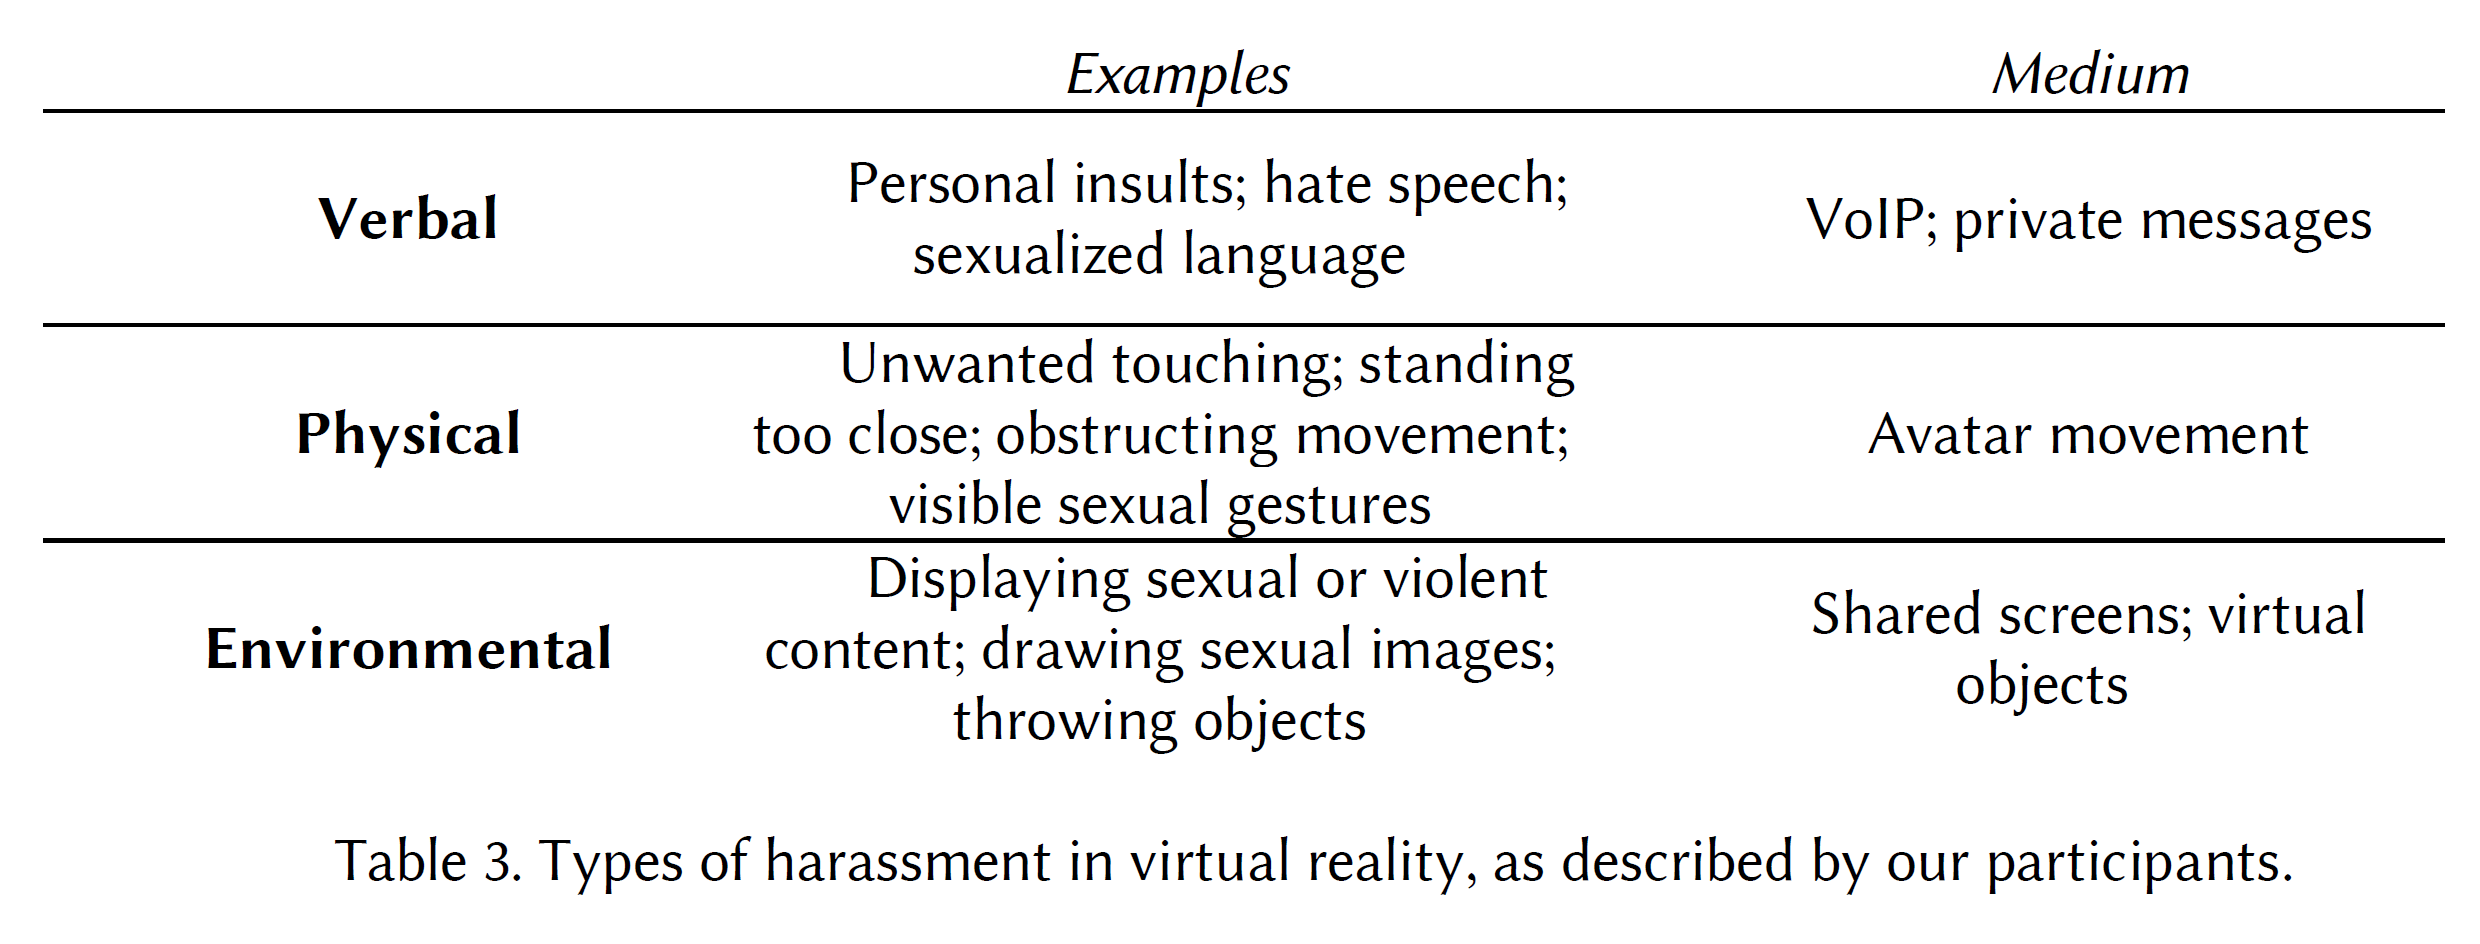 Examples Medium
Personal insults; hate speech;
Verbal VoIP; private messages
sexualized language
Unwanted touching; standing
Physical too close; obstructing movement; Avatar movement
visible sexual gestures
Displaying sexual or violent
Shared screens; virtual
Environmental content; drawing sexual images;
objects
throwing objects
Table 3. Types of harassment in virtual reality, as described by our participants.